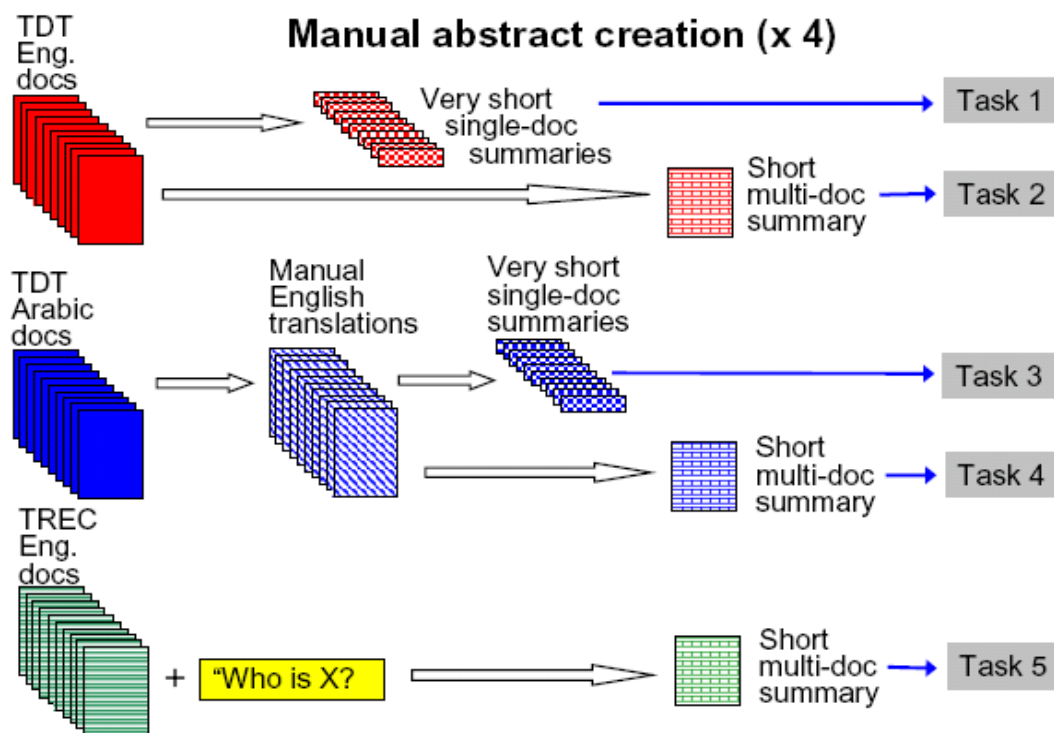 Manual abstract creation (x 4)
TDT
Eng.
docs
Very short
single-doc
summaries
Task 1
Short
multi-doc
summary
Task 2
TDT
Arabic
docs
Manual
English
translations
Very short
single-doc
summaries
Task 3
Short
multi-doc
summary
Task 4
TREC
Eng.
docs
+
“Who is X?
Short
multi-doc
summary
Task 5